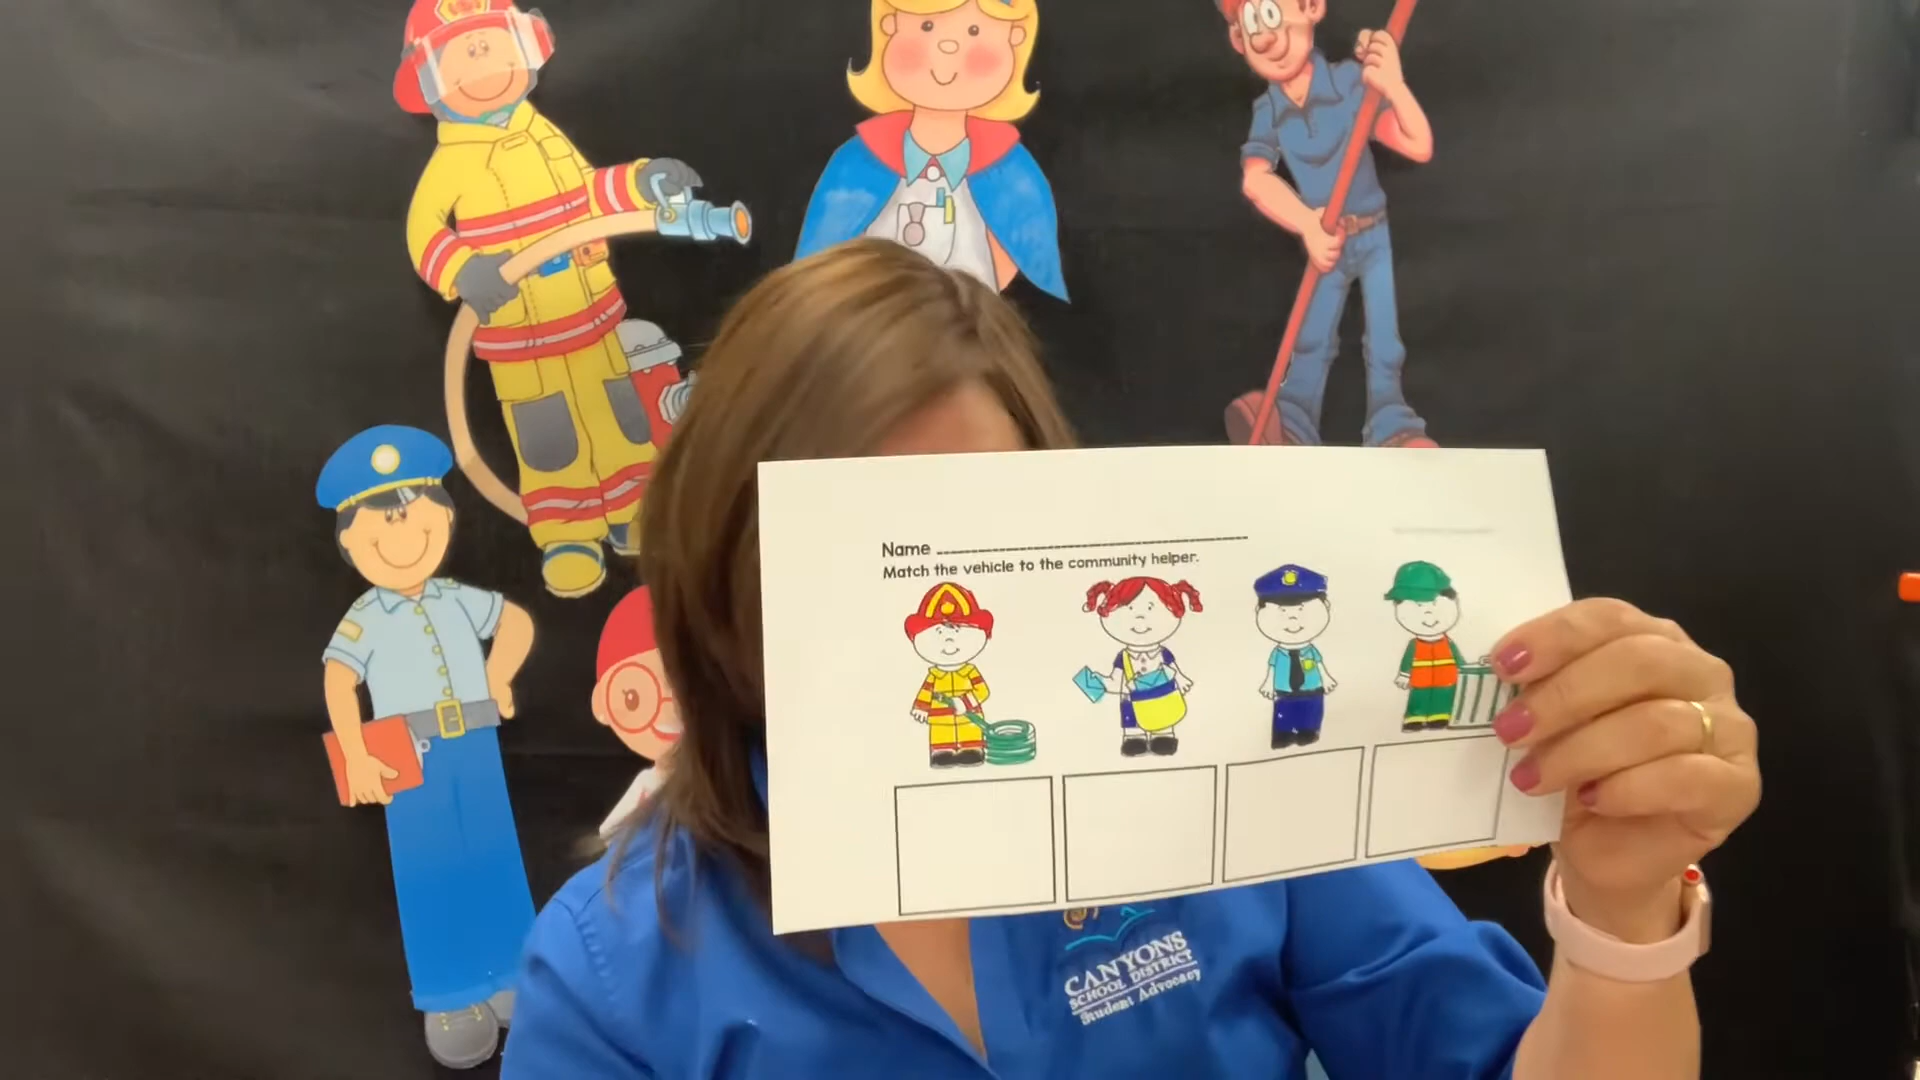 Name
Match the vehicle to the community helper.
CANYONS
SCHOOL DISTRICT
Student Advocacy